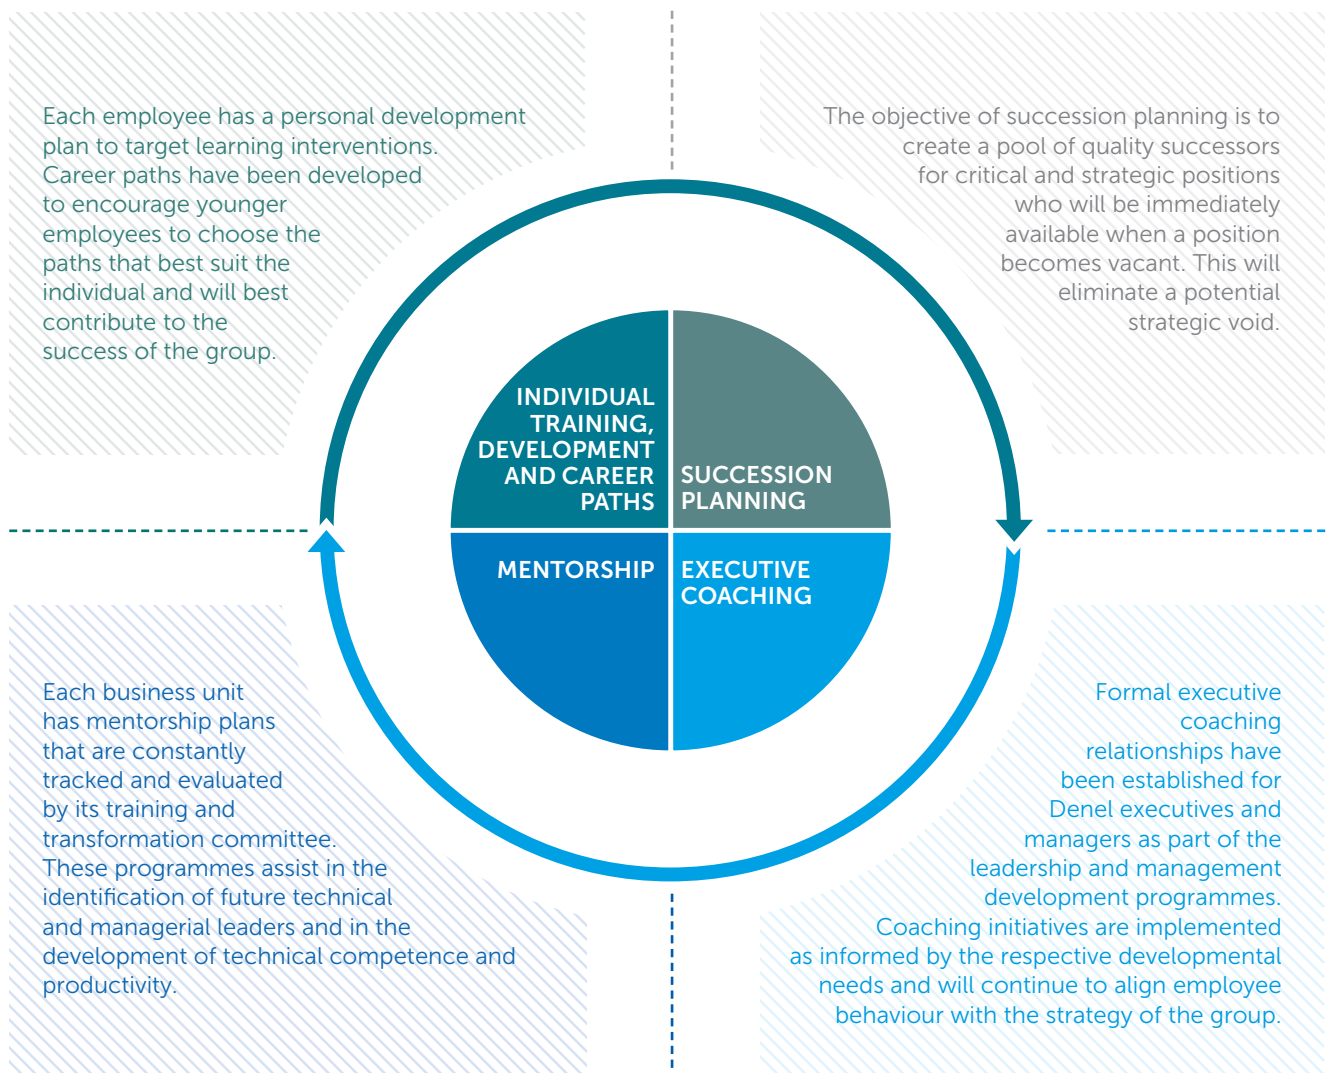 Each employee has a personal development
plan to target learning interventions.
Career paths have been developed
to encourage younger
employees to choose the
paths that best suit the
individual and will best
contribute to the
success of the group.
The objective of succession planning is to
create a pool of quality successors
for critical and strategic positions
who will be immediately
available when a position
becomes vacant. This will
eliminate a potential
strategic void.
INDIVIDUAL
TRAINING,
DEVELOPMENT
AND CAREER
PATHS
SUCCESSION
PLANNING
MENTORSHIP
EXECUTIVE
COACHING
Each business unit
has mentorship plans
that are constantly
tracked and evaluated
by its training and
transformation committee.
These programmes assist in the
identification of future technical
and managerial leaders and in the
development of technical competence and
productivity.
Formal executive
coaching
relationships have
been established for
Denel executives and
managers as part of the
leadership and management
development programmes.
Coaching initiatives are implemented
as informed by the respective developmental
needs and will continue to align employee
behaviour with the strategy of the group.